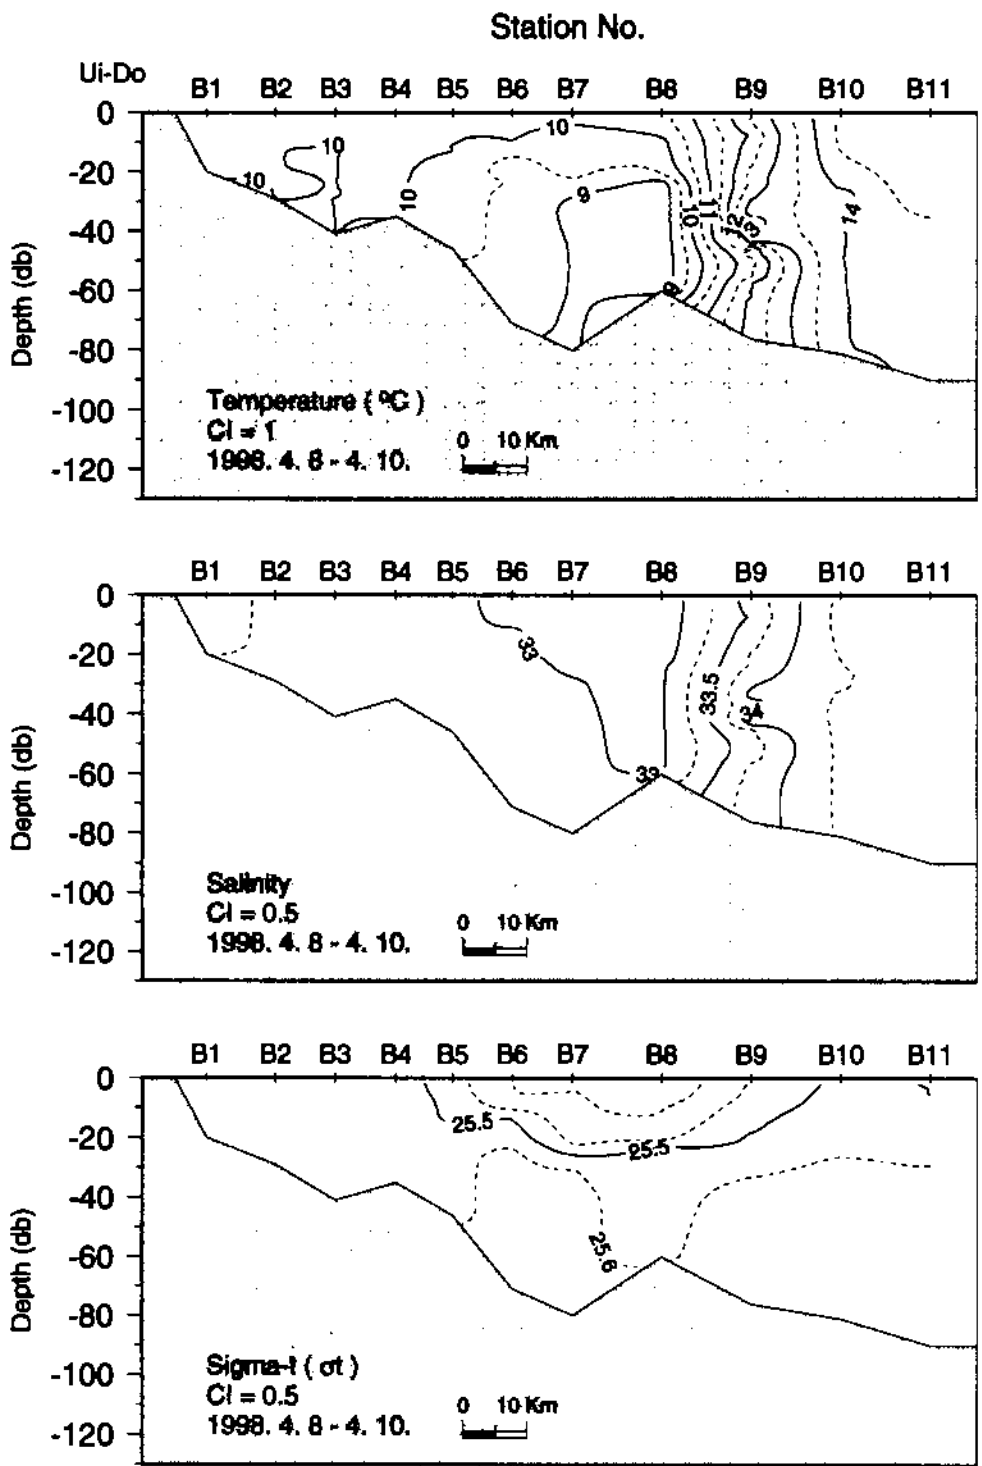 Station No.
Ui-Do B1 B2 B3 B4 B5 B6 B7 B8 B9 B10 B11
0
-20
-40
-60
-80
-100
-120
Depth (db)
10 10 10 10 9 9 10 11 12 13 14
Temperature ( ºC )
CI = 1
1998. 4. 8 - 4. 10.
0 10 Km
B1 B2 B3 B4 B5 B6 B7 B8 B9 B10 B11
0
-20
-40
-60
-80
-100
-120
Depth (db)
33 33 33.5 34
Salinity
CI = 0.5
1998. 4. 8 - 4. 10.
0 10 Km
B1 B2 B3 B4 B5 B6 B7 B8 B9 B10 B11
0
-20
-40
-60
-80
-100
-120
Depth (db)
25.5 25.5 25.6
Sigma-t ( σt )
CI = 0.5
1998. 4. 8 - 4. 10.
0 10 Km